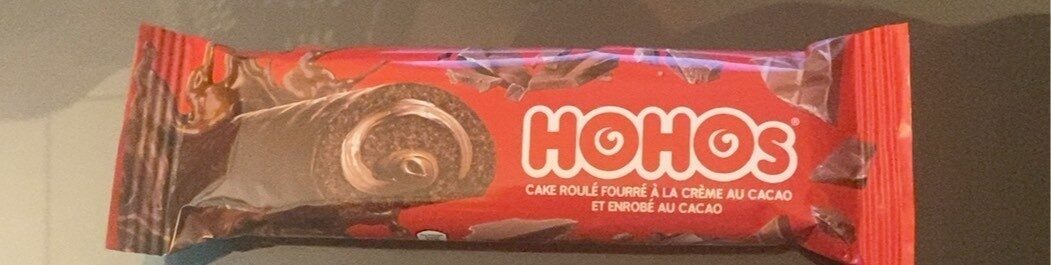 HOHOS®
CAKE ROULÉ FOURRÉ À LA CRÈME AU CACAO
ET ENROBÉ AU CACAO